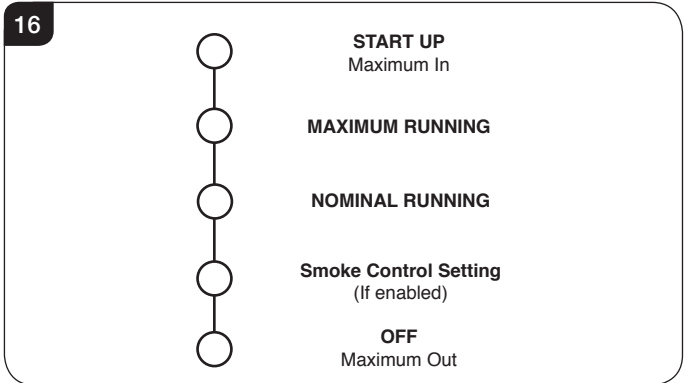 16
START UP
Maximum In
MAXIMUM RUNNING
NOMINAL RUNNING
Smoke Control Setting
(If enabled)
OFF
Maximum Out